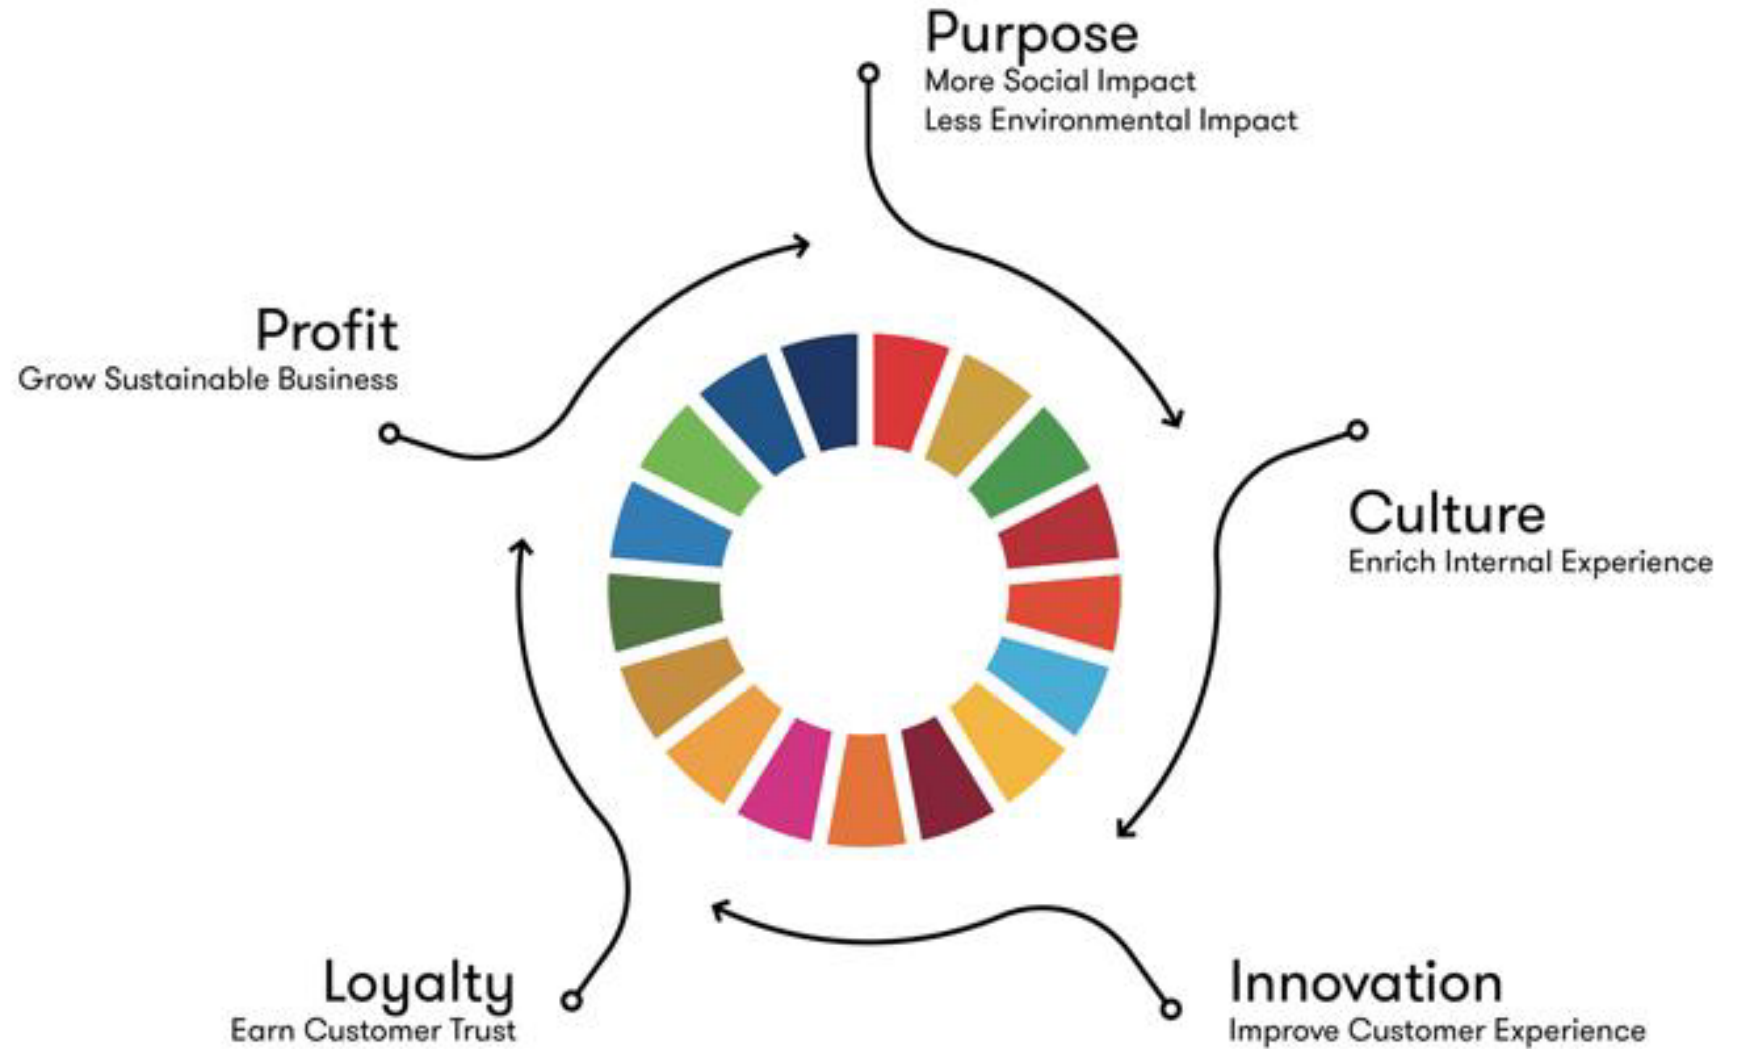 Purpose
More Social Impact
Less Environmental Impact
Profit
Grow Sustainable Business
Culture
Enrich Internal Experience
Loyalty
Earn Customer Trust
Innovation
Improve Customer Experience